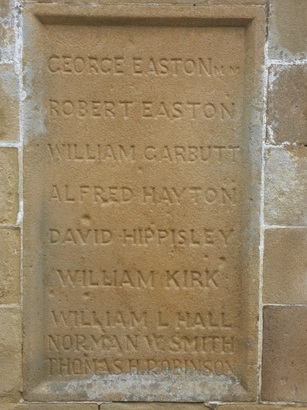 GEORGE EASTON M M
ROBERT EASTON
WILLIAM GARBUTT
ALFRED HAYTON
DAVID HIPPISLEY
WILLIAM KIRK
WILLIAM L HALL
NORMAN W. SMITH
THOMAS H. ROBINSON